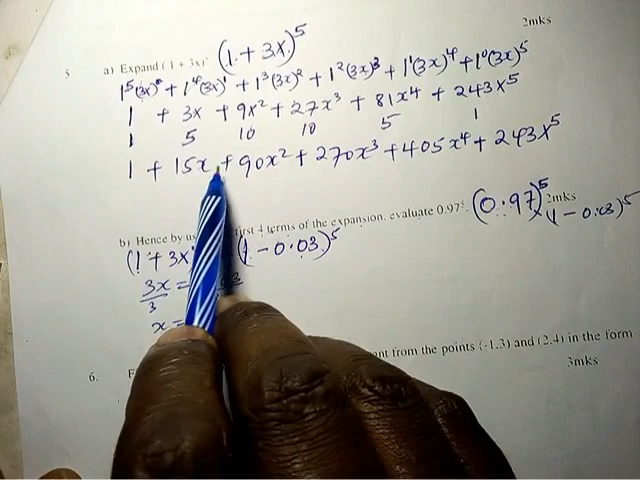 2mks
5 a) Expand (1 + 3x)⁵ (1 + 3x)⁵
1⁵(3x)⁰ + 1⁴(3x)¹ + 1³(3x)² + 1²(3x)³ + 1¹(3x)⁴ + 1⁰(3x)⁵
1 + 3x + 9x² + 27x³ + 81x⁴ + 243x⁵
1 5 10 10 5 1
1 + 15x + 90x² + 270x³ + 405x⁴ + 243x⁵
b) Hence by first 4 terms of the expansion, evaluate 0.97⁵. (0.97)⁵ 2mks
(1 + 3x) (1 - 0.03)⁵ (1 - 0.03)⁵
3x =
3
x =
6. from the points (-1,3) and (2,4) in the form
3mks